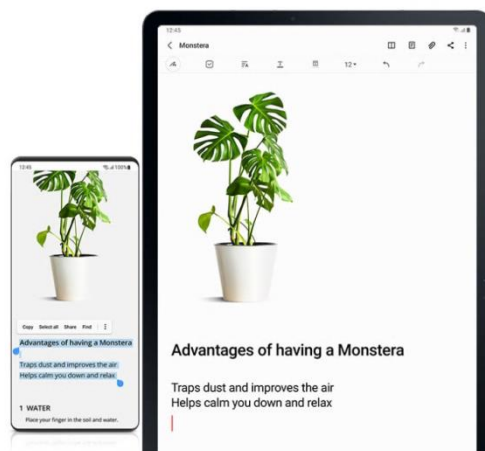 12:45
Monstera
12
Advantages of having a Monstera
Traps dust and improves the air
Helps calm you down and relax
12:45
100%
Copy Select all Share Find
Advantages of having a Monstera
Traps dust and improves the air
Helps calm you down and relax
1 WATER
Place your finger in the soil and water.